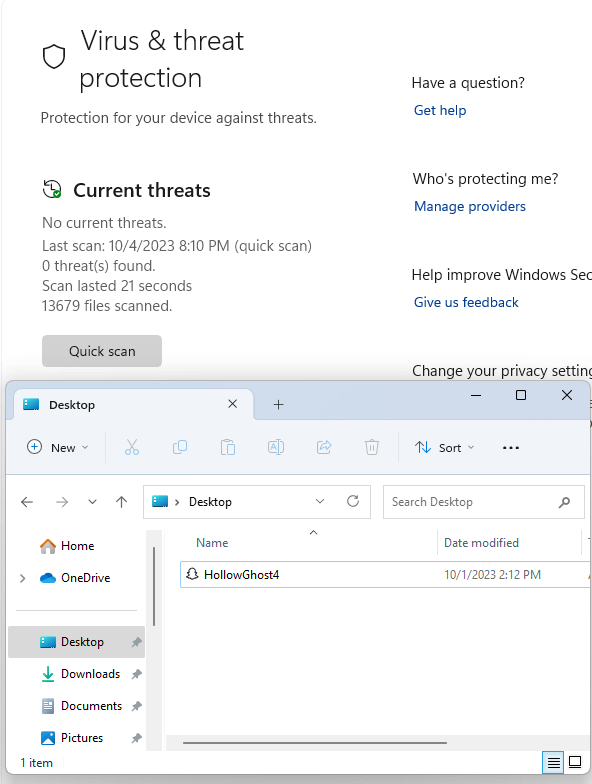 Virus & threat
protection
Protection for your device against threats.
Current threats
No current threats.
Last scan: 10/4/2023 8:10 PM (quick scan)
0 threat(s) found.
Scan lasted 21 seconds
13679 files scanned.
Quick scan
Have a question?
Get help
Who's protecting me?
Manage providers
Help improve Windows Sec
Give us feedback
Change your privacy setting
Desktop
New
Sort
Desktop
Search Desktop
Home
OneDrive
Desktop
Downloads
Documents
Pictures
Name Date modified
HollowGhost4 10/1/2023 2:12 PM
1 item